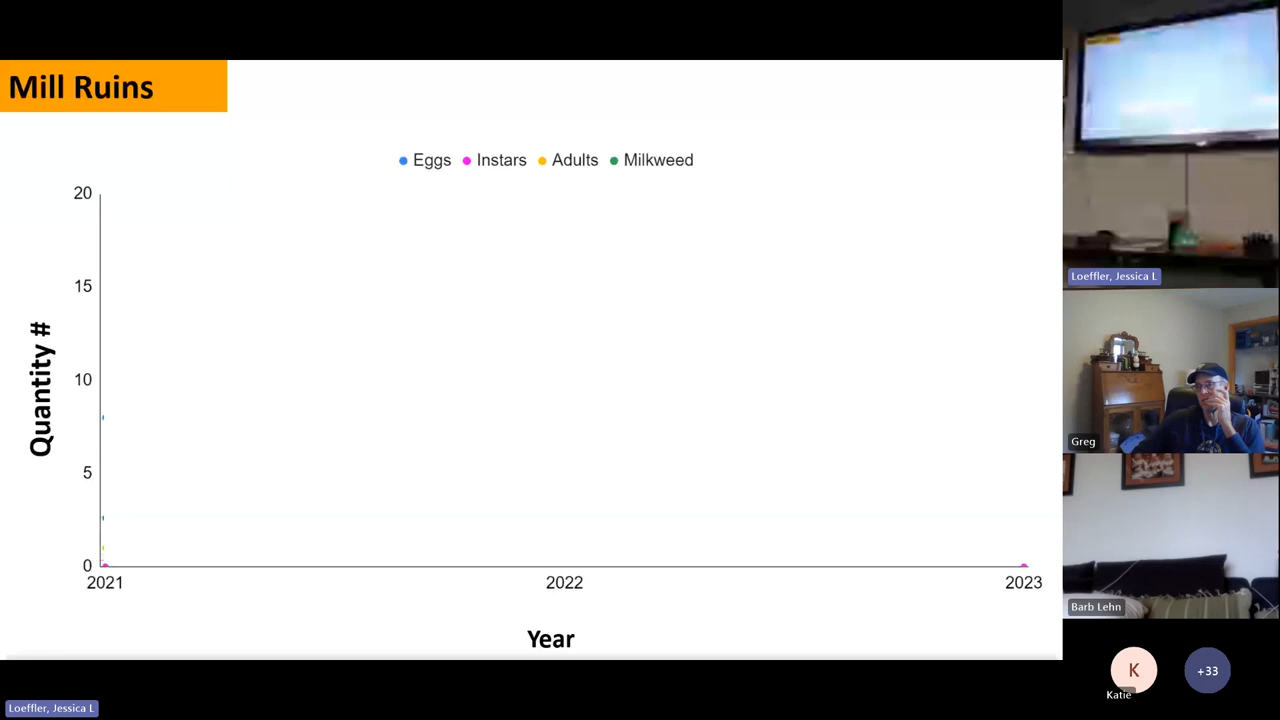 Mill Ruins
Eggs Instars Adults Milkweed
20
15
10
5
0
Quantity #
2021 2022 2023
Year
Loeffler, Jessica L
Greg
Barb Lehn
K
Katie
+33
Loeffler, Jessica L